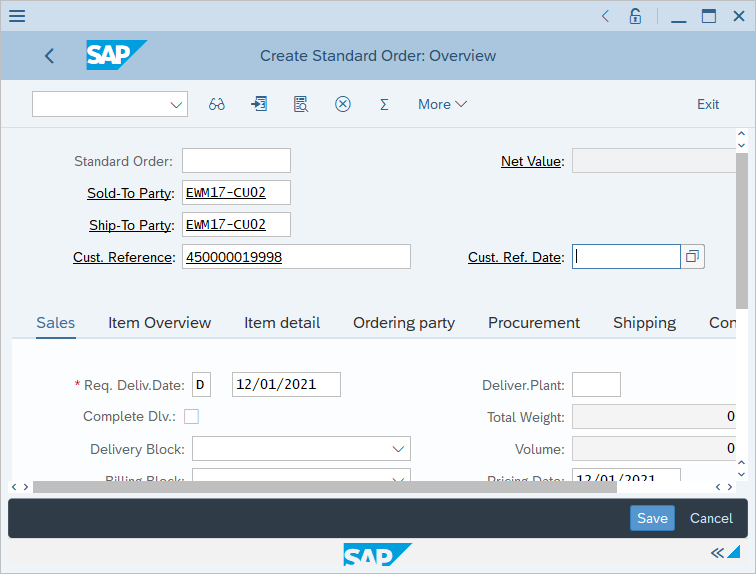 SAP
Create Standard Order: Overview
More
Exit
Standard Order:
Net Value:
Sold-To Party: EWM17-CU02
Ship-To Party: EWM17-CU02
Cust. Reference: 450000019998
Cust. Ref. Date:
Sales Item Overview Item detail Ordering party Procurement Shipping Con
* Req. Deliv.Date: D 12/01/2021
Deliver.Plant:
Complete Dlv.:
Total Weight: 0
Delivery Block:
Volume: 0
Billing Block:
Pricing Date: 12/01/2021
Save Cancel
SAP